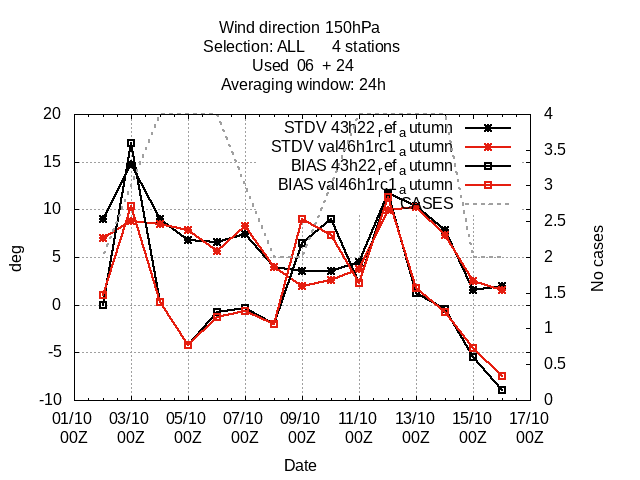 Wind direction 150hPa
Selection: ALL 4 stations
Used 06 + 24
Averaging window: 24h
STDV 43h22ref_autumn
STDV val46h1rc1_autumn
BIAS 43h22ref_autumn
BIAS val46h1rc1_autumn
CASES
20
15
10
5
0
-5
-10
deg
4
3.5
3
2.5
2
1.5
1
0.5
0
No cases
01/10 03/10 05/10 07/10 09/10 11/10 13/10 15/10 17/10
00Z 00Z 00Z 00Z 00Z 00Z 00Z 00Z 00Z
Date